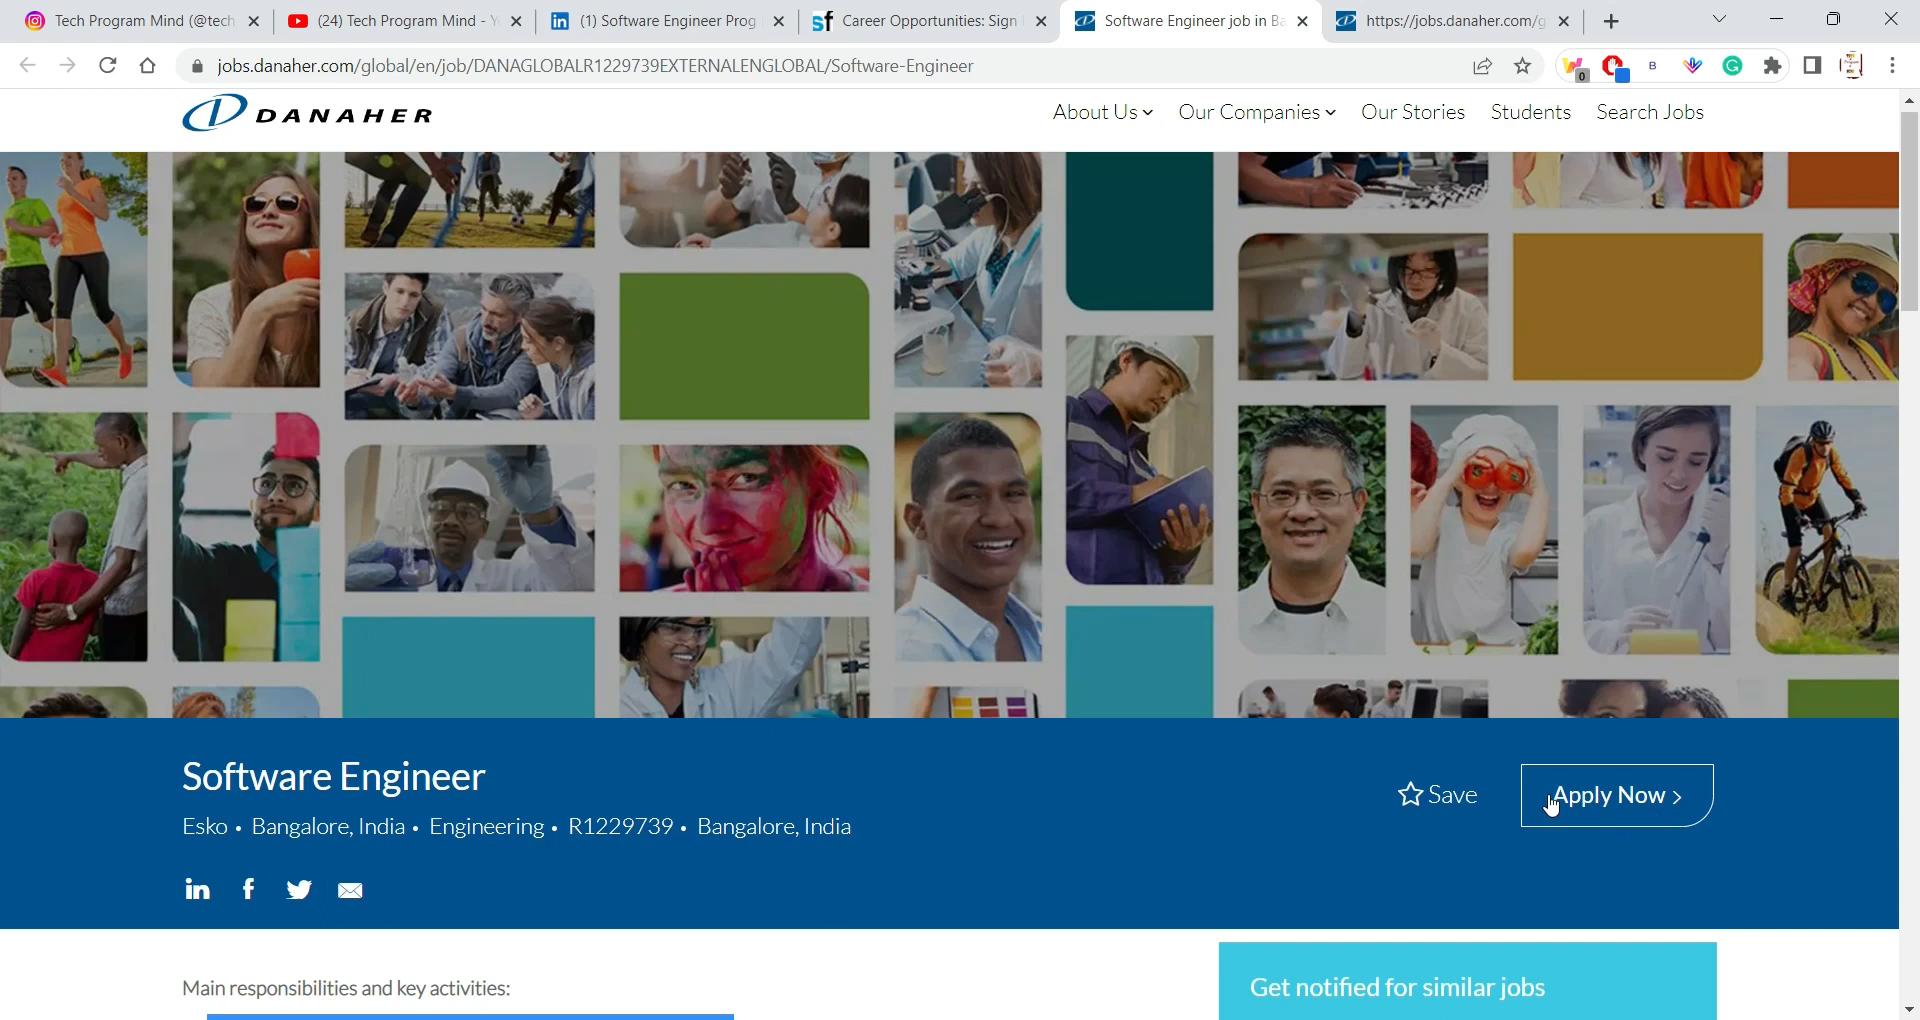 Tech Program Mind (@tech
(24) Tech Program Mind - Y
(1) Software Engineer Prog
Career Opportunities: Sign
Software Engineer job in Ba
https://jobs.danaher.com/g
jobs.danaher.com/global/en/job/DANAGLOBALR1229739EXTERNALENGLOBAL/Software-Engineer
DANAHER
About Us
Our Companies
Our Stories
Students
Search Jobs
Software Engineer
Save
Apply Now >
Esko • Bangalore, India • Engineering • R1229739 • Bangalore, India
Main responsibilities and key activities:
Get notified for similar jobs